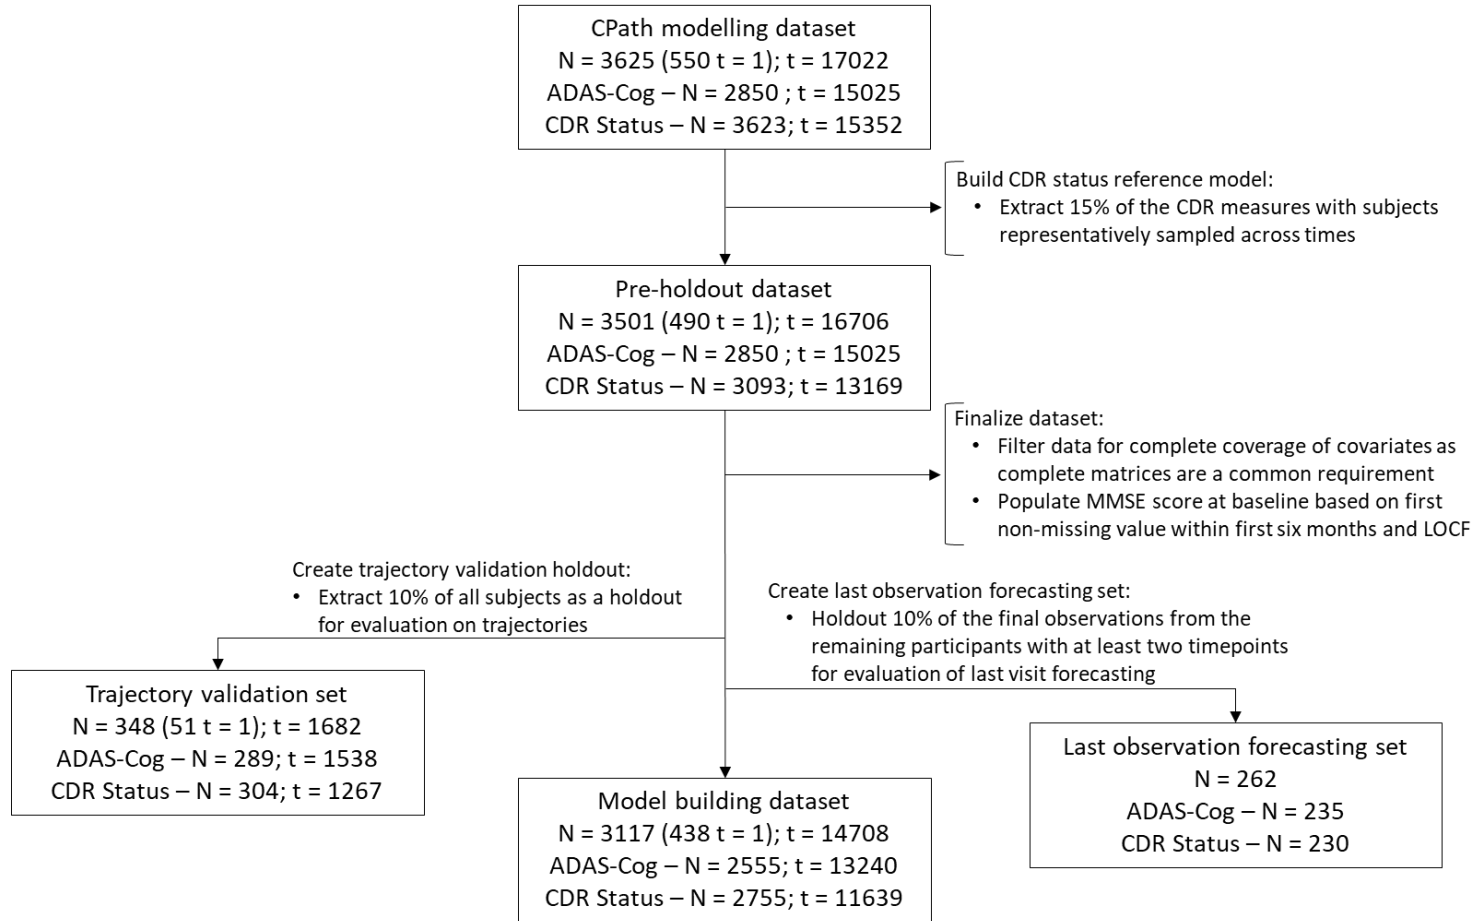 CPath modelling dataset
N = 3625 (550 t = 1); t = 17022
ADAS-Cog – N = 2850 ; t = 15025
CDR Status – N = 3623; t = 15352
Build CDR status reference model:
• Extract 15% of the CDR measures with subjects
representatively sampled across times
Pre-holdout dataset
N = 3501 (490 t = 1); t = 16706
ADAS-Cog – N = 2850 ; t = 15025
CDR Status – N = 3093; t = 13169
Finalize dataset:
• Filter data for complete coverage of covariates as
complete matrices are a common requirement
• Populate MMSE score at baseline based on first
non-missing value within first six months and LOCF
Create trajectory validation holdout:
• Extract 10% of all subjects as a holdout
for evaluation on trajectories
Create last observation forecasting set:
• Holdout 10% of the final observations from the
remaining participants with at least two timepoints
for evaluation of last visit forecasting
Trajectory validation set
N = 348 (51 t = 1); t = 1682
ADAS-Cog – N = 289; t = 1538
CDR Status – N = 304; t = 1267
Last observation forecasting set
N = 262
ADAS-Cog – N = 235
CDR Status – N = 230
Model building dataset
N = 3117 (438 t = 1); t = 14708
ADAS-Cog – N = 2555; t = 13240
CDR Status – N = 2755; t = 11639